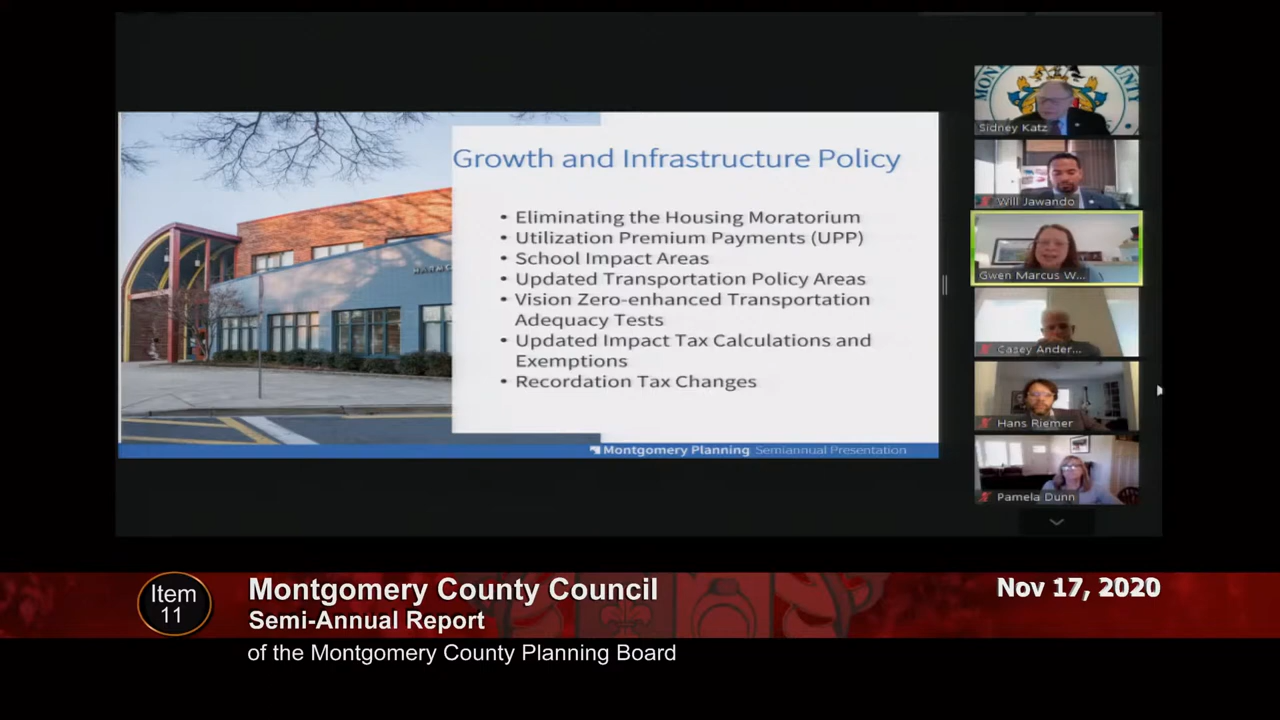 Growth and Infrastructure Policy
• Eliminating the Housing Moratorium
• Utilization Premium Payments (UPP)
• School Impact Areas
• Updated Transportation Policy Areas
• Vision Zero-enhanced Transportation
Adequacy Tests
• Updated Impact Tax Calculations and
Exemptions
• Recordation Tax Changes
Montgomery Planning Semiannual Presentation
Sidney Katz
Will Jawando
Gwen Marcus W...
Casey Ander...
Hans Riemer
Pamela Dunn
Item
11
Montgomery County Council
Semi-Annual Report
of the Montgomery County Planning Board
Nov 17, 2020